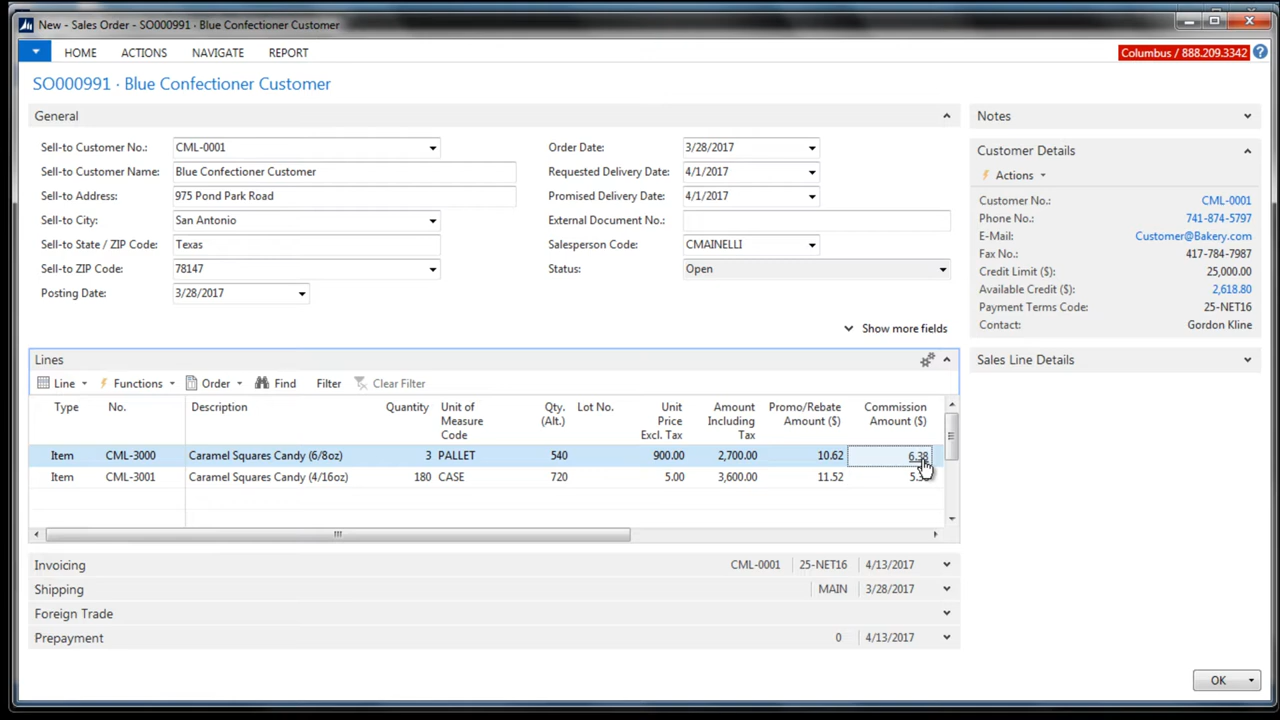 New - Sales Order - SO000991 · Blue Confectioner Customer
HOME ACTIONS NAVIGATE REPORT
Columbus / 888.209.3342
SO000991 · Blue Confectioner Customer
General
Sell-to Customer No.: CML-0001
Sell-to Customer Name: Blue Confectioner Customer
Sell-to Address: 975 Pond Park Road
Sell-to City: San Antonio
Sell-to State / ZIP Code: Texas
Sell-to ZIP Code: 78147
Posting Date: 3/28/2017
Order Date: 3/28/2017
Requested Delivery Date: 4/1/2017
Promised Delivery Date: 4/1/2017
External Document No.:
Salesperson Code: CMAINELLI
Status: Open
Show more fields
Lines
Line Functions Order Find Filter Clear Filter
Type No. Description Quantity Unit of Measure Code Qty. (Alt.) Lot No. Unit Price Excl. Tax Amount Including Tax Promo/Rebate Amount ($) Commission Amount ($)
Item CML-3000 Caramel Squares Candy (6/8oz) 3 PALLET 540 900.00 2,700.00 10.62 6.38
Item CML-3001 Caramel Squares Candy (4/16oz) 180 CASE 720 5.00 3,600.00 11.52
Invoicing CML-0001 25-NET16 4/13/2017
Shipping MAIN 3/28/2017
Foreign Trade
Prepayment 0 4/13/2017
Notes
Customer Details
Actions
Customer No.: CML-0001
Phone No.: 741-874-5797
E-Mail: Customer@Bakery.com
Fax No.: 417-784-7987
Credit Limit ($): 25,000.00
Available Credit ($): 2,618.80
Payment Terms Code: 25-NET16
Contact: Gordon Kline
Sales Line Details
OK